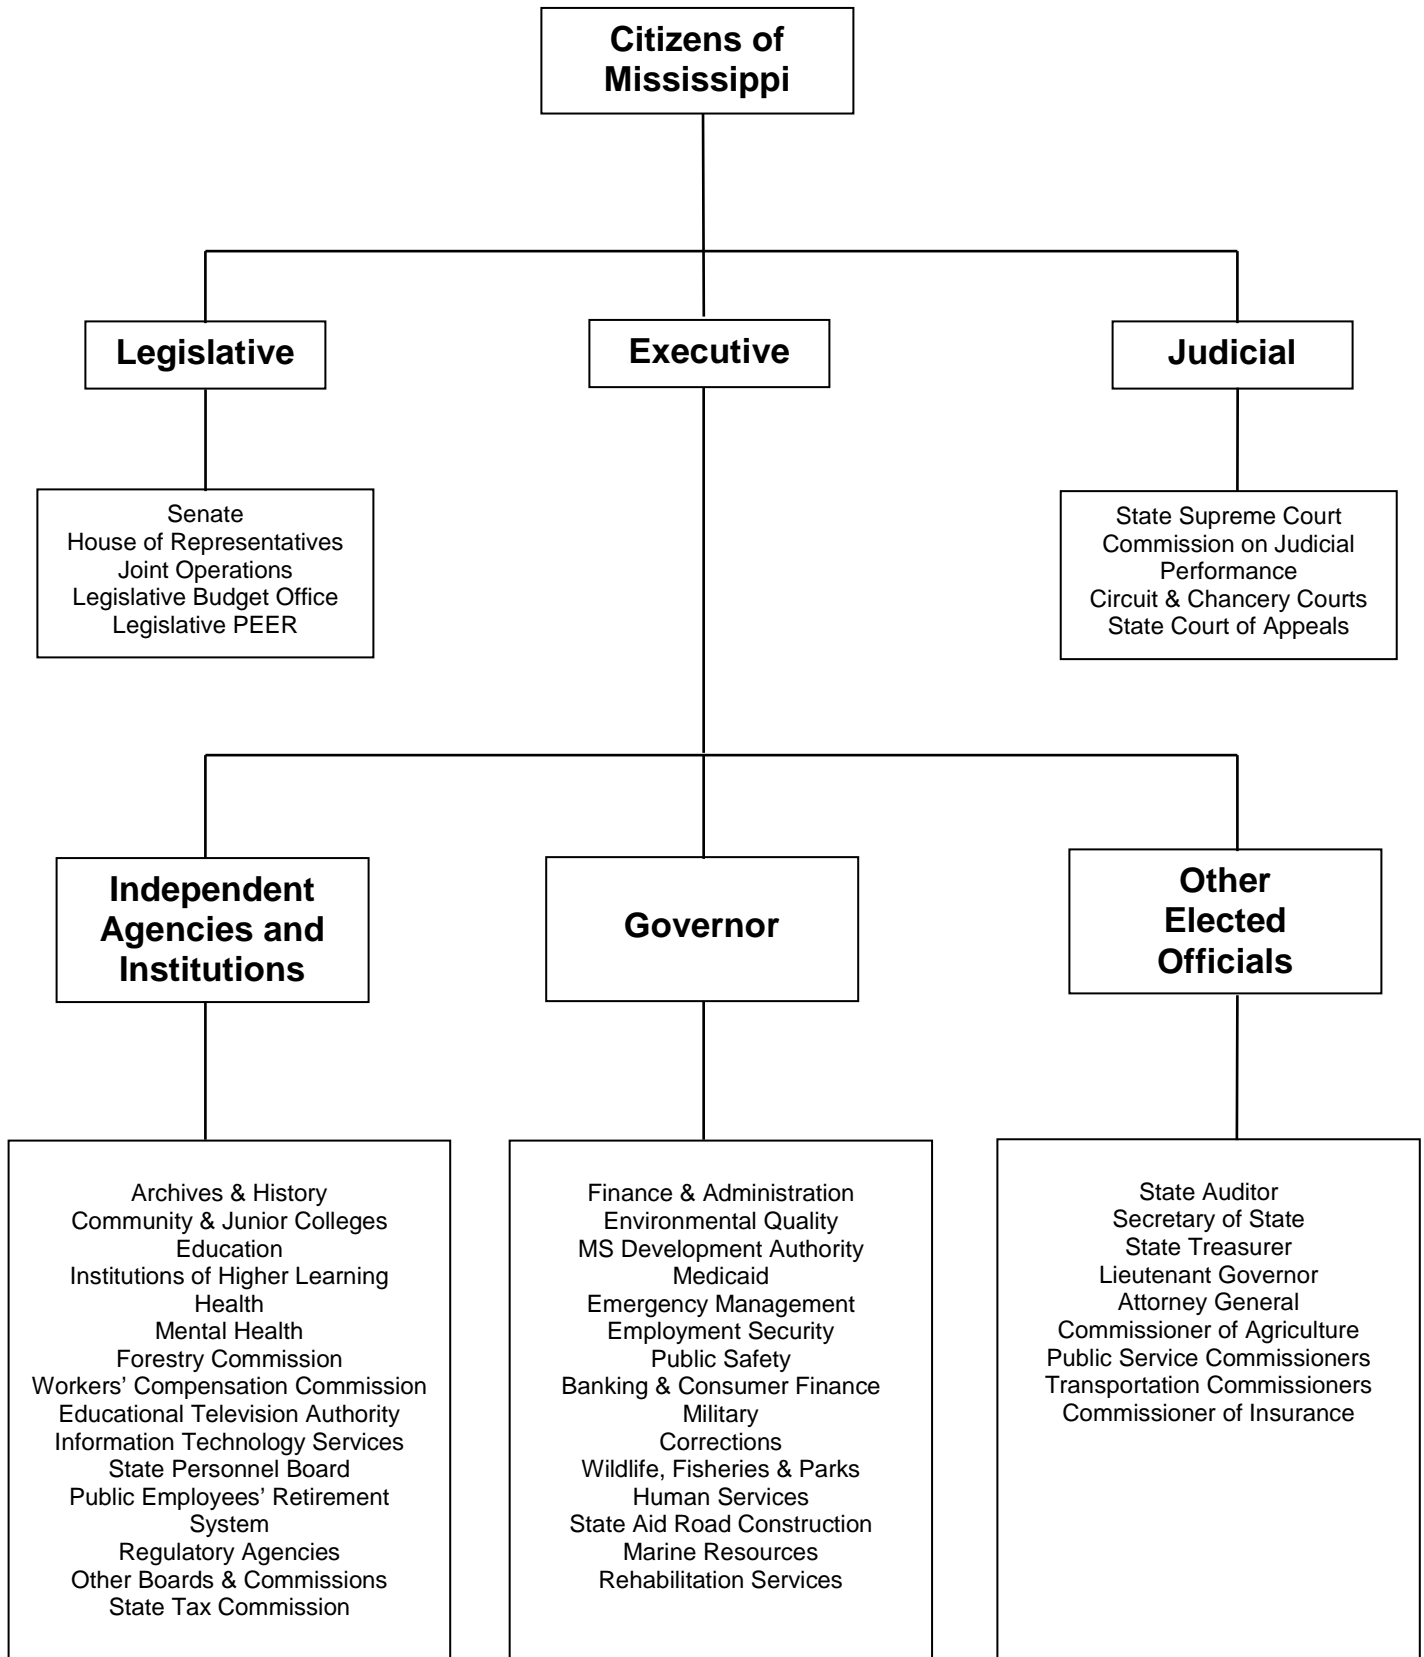 Citizens of
Mississippi
Legislative
Executive
Judicial
Senate
House of Representatives
Joint Operations
Legislative Budget Office
Legislative PEER
State Supreme Court
Commission on Judicial
Performance
Circuit & Chancery Courts
State Court of Appeals
Independent
Agencies and
Institutions
Governor
Other
Elected
Officials
Archives & History
Community & Junior Colleges
Education
Institutions of Higher Learning
Health
Mental Health
Forestry Commission
Workers’ Compensation Commission
Educational Television Authority
Information Technology Services
State Personnel Board
Public Employees’ Retirement
System
Regulatory Agencies
Other Boards & Commissions
State Tax Commission
Finance & Administration
Environmental Quality
MS Development Authority
Medicaid
Emergency Management
Employment Security
Public Safety
Banking & Consumer Finance
Military
Corrections
Wildlife, Fisheries & Parks
Human Services
State Aid Road Construction
Marine Resources
Rehabilitation Services
State Auditor
Secretary of State
State Treasurer
Lieutenant Governor
Attorney General
Commissioner of Agriculture
Public Service Commissioners
Transportation Commissioners
Commissioner of Insurance